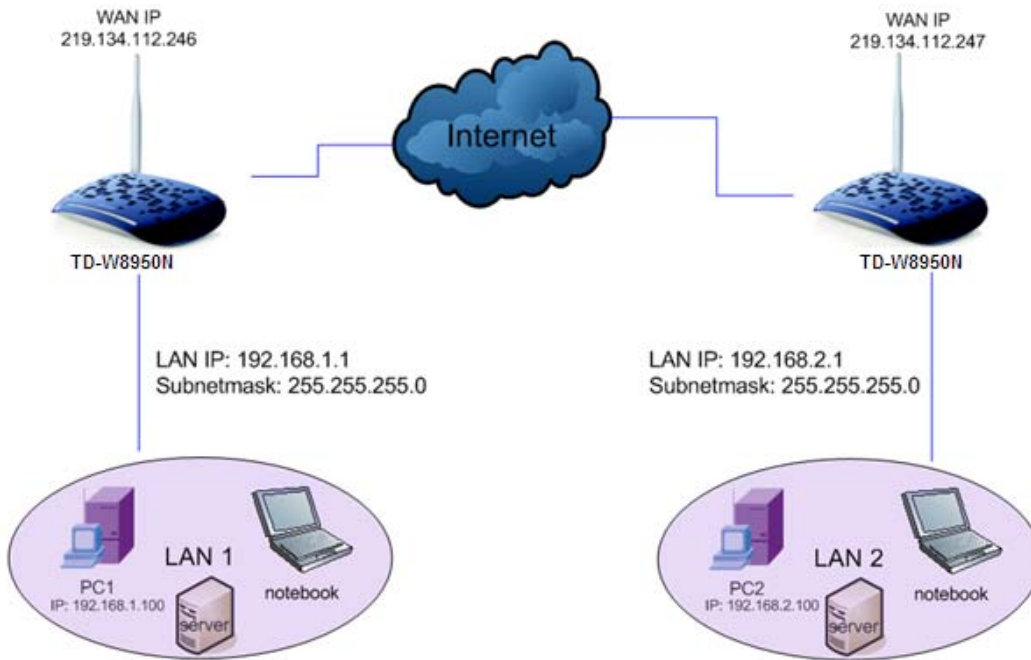 WAN IP
219.134.112.246
WAN IP
219.134.112.247
Internet
TD-W8950N
TD-W8950N
LAN IP: 192.168.1.1
Subnetmask: 255.255.255.0
LAN IP: 192.168.2.1
Subnetmask: 255.255.255.0
LAN 1
PC1
IP: 192.168.1.100
notebook
server
LAN 2
PC2
IP: 192.168.2.100
notebook
server